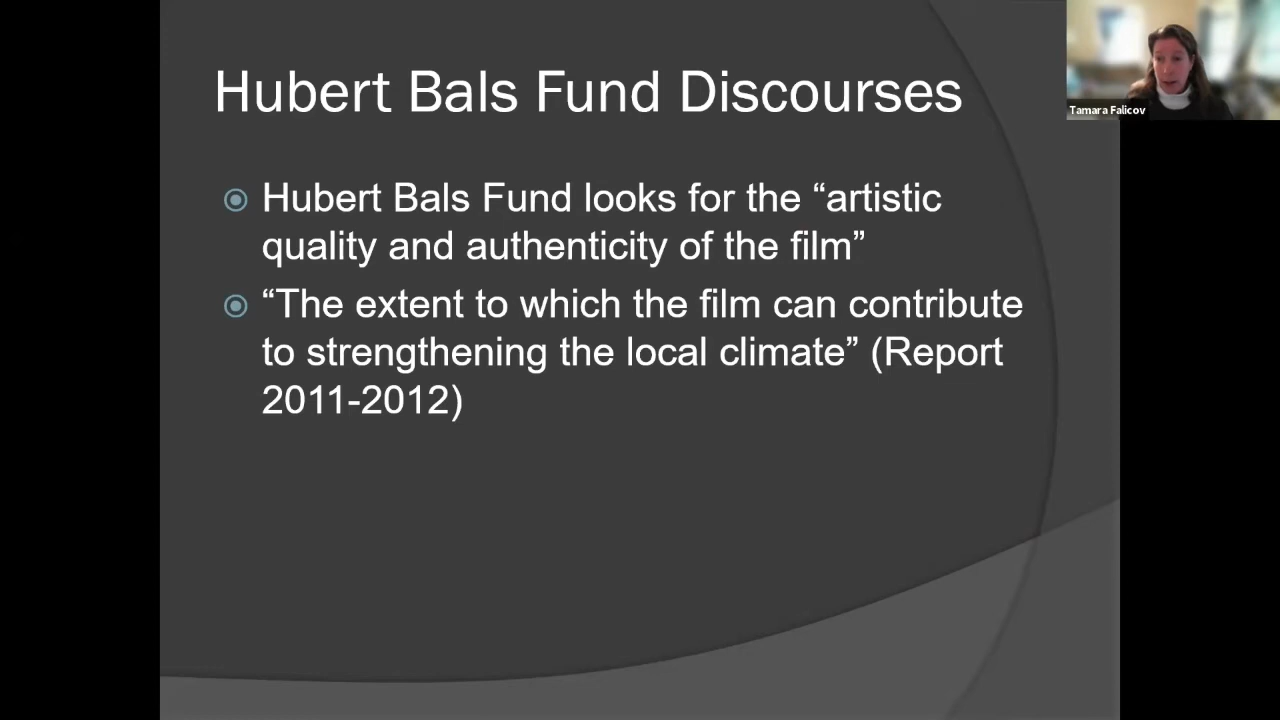 Hubert Bals Fund Discourses
Tamara Falicov
Hubert Bals Fund looks for the “artistic
quality and authenticity of the film”
“The extent to which the film can contribute
to strengthening the local climate” (Report
2011-2012)